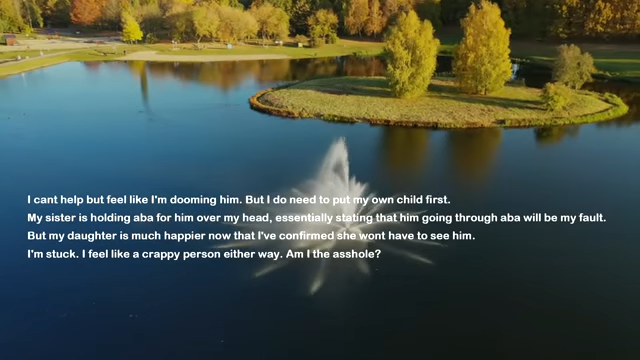 I cant help but feel like I'm dooming him. But I do need to put my own child first.
My sister is holding aba for him over my head, essentially stating that him going through aba will be my fault.
But my daughter is much happier now that I've confirmed she wont have to see him.
I'm stuck. I feel like a crappy person either way. Am I the asshole?